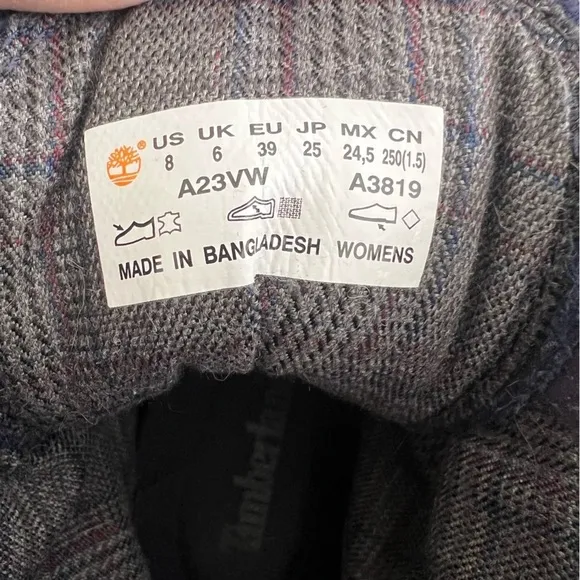 ® US UK EU JP MX CN
8 6 39 25 24,5 250(1.5)
A23VW A3819
MADE IN BANGLADESH WOMENS
Timberland